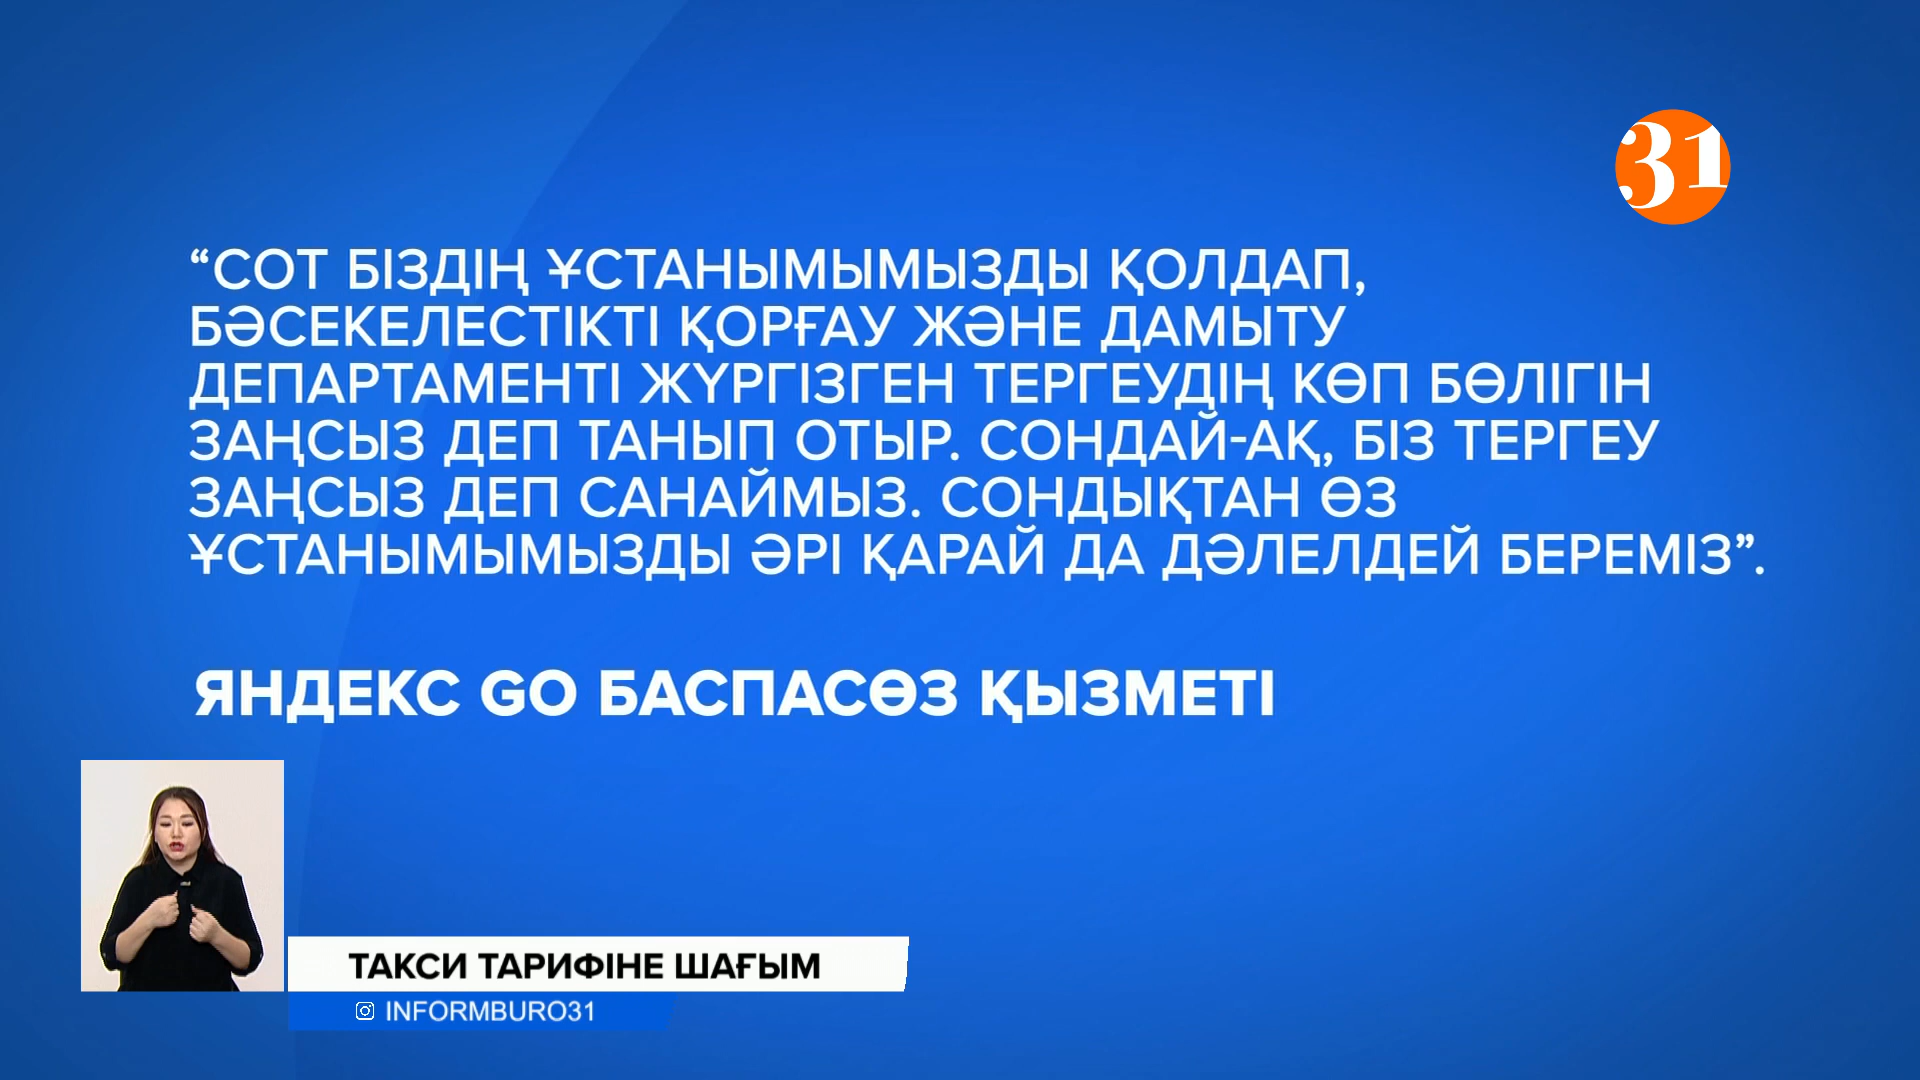 31
“СОТ БІЗДІҢ ҰСТАНЫМЫМЫЗДЫ ҚОЛДАП,
БӘСЕКЕЛЕСТІКТІ ҚОРҒАУ ЖӘНЕ ДАМЫТУ
ДЕПАРТАМЕНТІ ЖҮРГІЗГЕН ТЕРГЕУДІҢ КӨП БӨЛІГІН
ЗАҢСЫЗ ДЕП ТАНЫП ОТЫР. СОНДАЙ-АҚ, БІЗ ТЕРГЕУ
ЗАҢСЫЗ ДЕП САНАЙМЫЗ. СОНДЫҚТАН ӨЗ
ҰСТАНЫМЫМЫЗДЫ ӘРІ ҚАРАЙ ДА ДӘЛЕЛДЕЙ БЕРЕМІЗ”.
ЯНДЕКС GO БАСПАСӨЗ ҚЫЗМЕТІ
ТАКСИ ТАРИФІНЕ ШАҒЫМ
INFORMBURO31